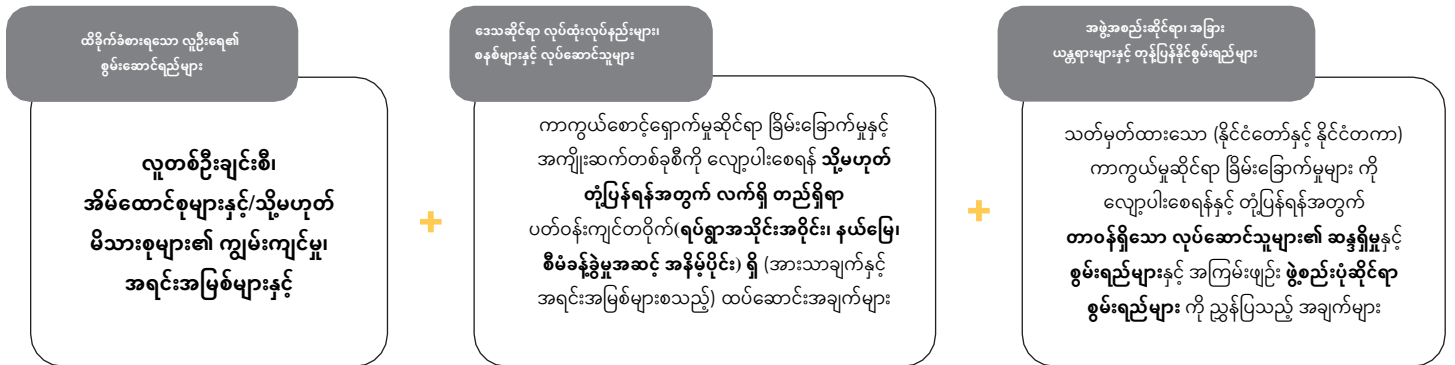 ထိခိုက်ခံစားရသော လူဦးရေ၏
စွမ်းဆောင်ရည်များ
လူတစ်ဦးချင်းစီ၊
အိမ်ထောင်စုများနှင့်/သို့မဟုတ်
မိသားစုများ၏ ကျွမ်းကျင်မှု၊
အရင်းအမြစ်များနှင့်
+
ဒေသဆိုင်ရာ လုပ်ထုံးလုပ်နည်းများ၊
စနစ်များနှင့် လုပ်ဆောင်သူများ
ကာကွယ်စောင့်ရှောက်မှုဆိုင်ရာ ခြိမ်းခြောက်မှုနှင့်
အကျိုးဆက်တစ်ခုစီကို လျော့ပါးစေရန် သို့မဟုတ်
တုံ့ပြန်ရန်အတွက် လက်ရှိ တည်ရှိရာ
ပတ်ဝန်းကျင်တဝိုက်(ရပ်ရွာအသိုင်းအဝိုင်း၊ နယ်မြေ၊
စီမံခန့်ခွဲမှုအဆင့် အနိမ့်ပိုင်း) ရှိ (အားသာချက်နှင့်
အရင်းအမြစ်များစသည့်) ထပ်ဆောင်းအချက်များ
+
အဖွဲ့အစည်းဆိုင်ရာ၊ အခြား
ယန္တရားများနှင့် တုန့်ပြန်နိုင်စွမ်းရည်များ
သတ်မှတ်ထားသော (နိုင်ငံတော်နှင့် နိုင်ငံတကာ)
ကာကွယ်မှုဆိုင်ရာ ခြိမ်းခြောက်မှုများ ကို
လျော့ပါးစေရန်နှင့် တုံ့ပြန်ရန်အတွက်
တာဝန်ရှိသော လုပ်ဆောင်သူများ၏ ဆန္ဒရှိမှုနှင့်
စွမ်းရည်များနှင့် အကြမ်းဖျဉ်း ဖွဲ့စည်းပုံဆိုင်ရာ
စွမ်းရည်များ ကို ညွှန်ပြသည့် အချက်များ